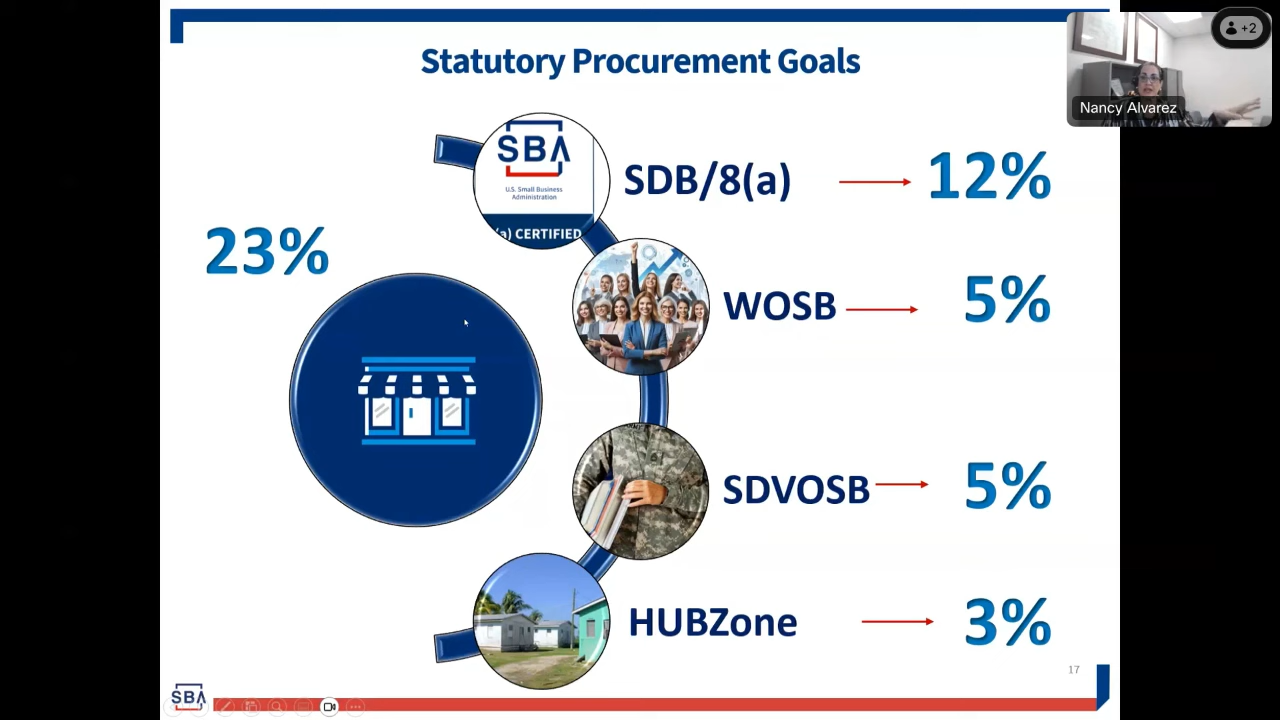 Statutory Procurement Goals
+2
Nancy Alvarez
SBA
U.S. Small Business
Administration
(a) CERTIFIED
SDB/8(a)
12%
23%
WOSB
5%
SDVOSB
5%
HUBZone
3%
17
SBA